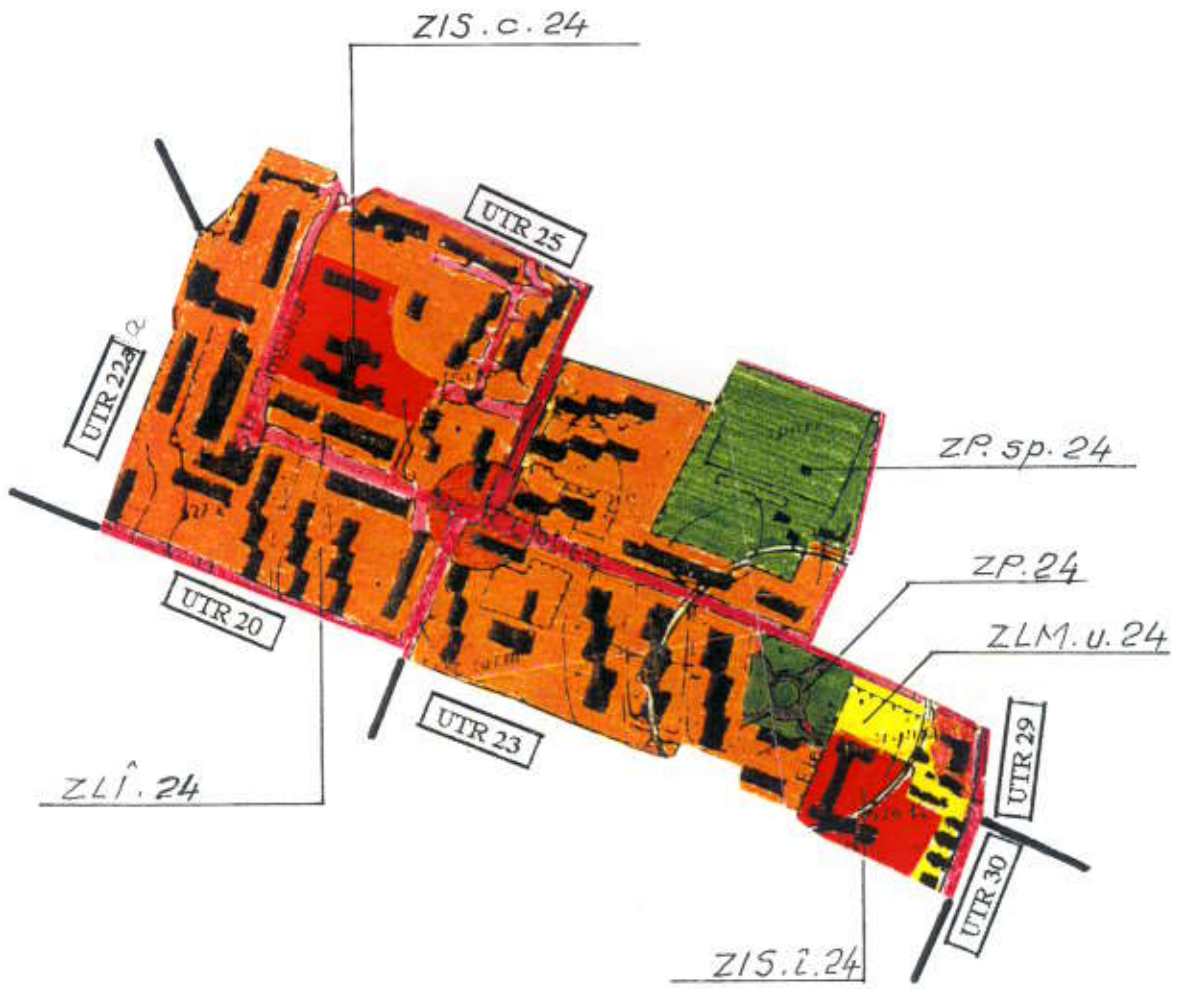 ZIS.c.24
UTR 25
UTR 22a
a
ZP.sp.24
ZP.24
UTR 20
ZLM.u.24
UTR 23
UTR 29
ZLÎ.24
UTR 30
ZIS.î.24